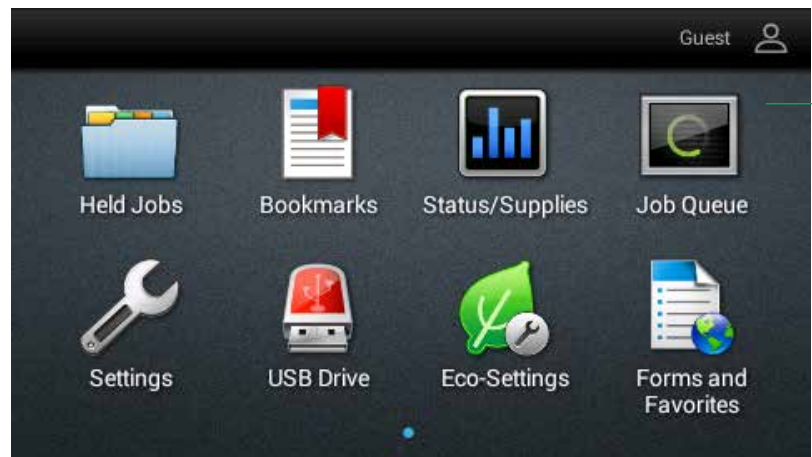 Guest
Held Jobs
Bookmarks
Status/Supplies
Job Queue
Settings
USB Drive
Eco-Settings
Forms and
Favorites